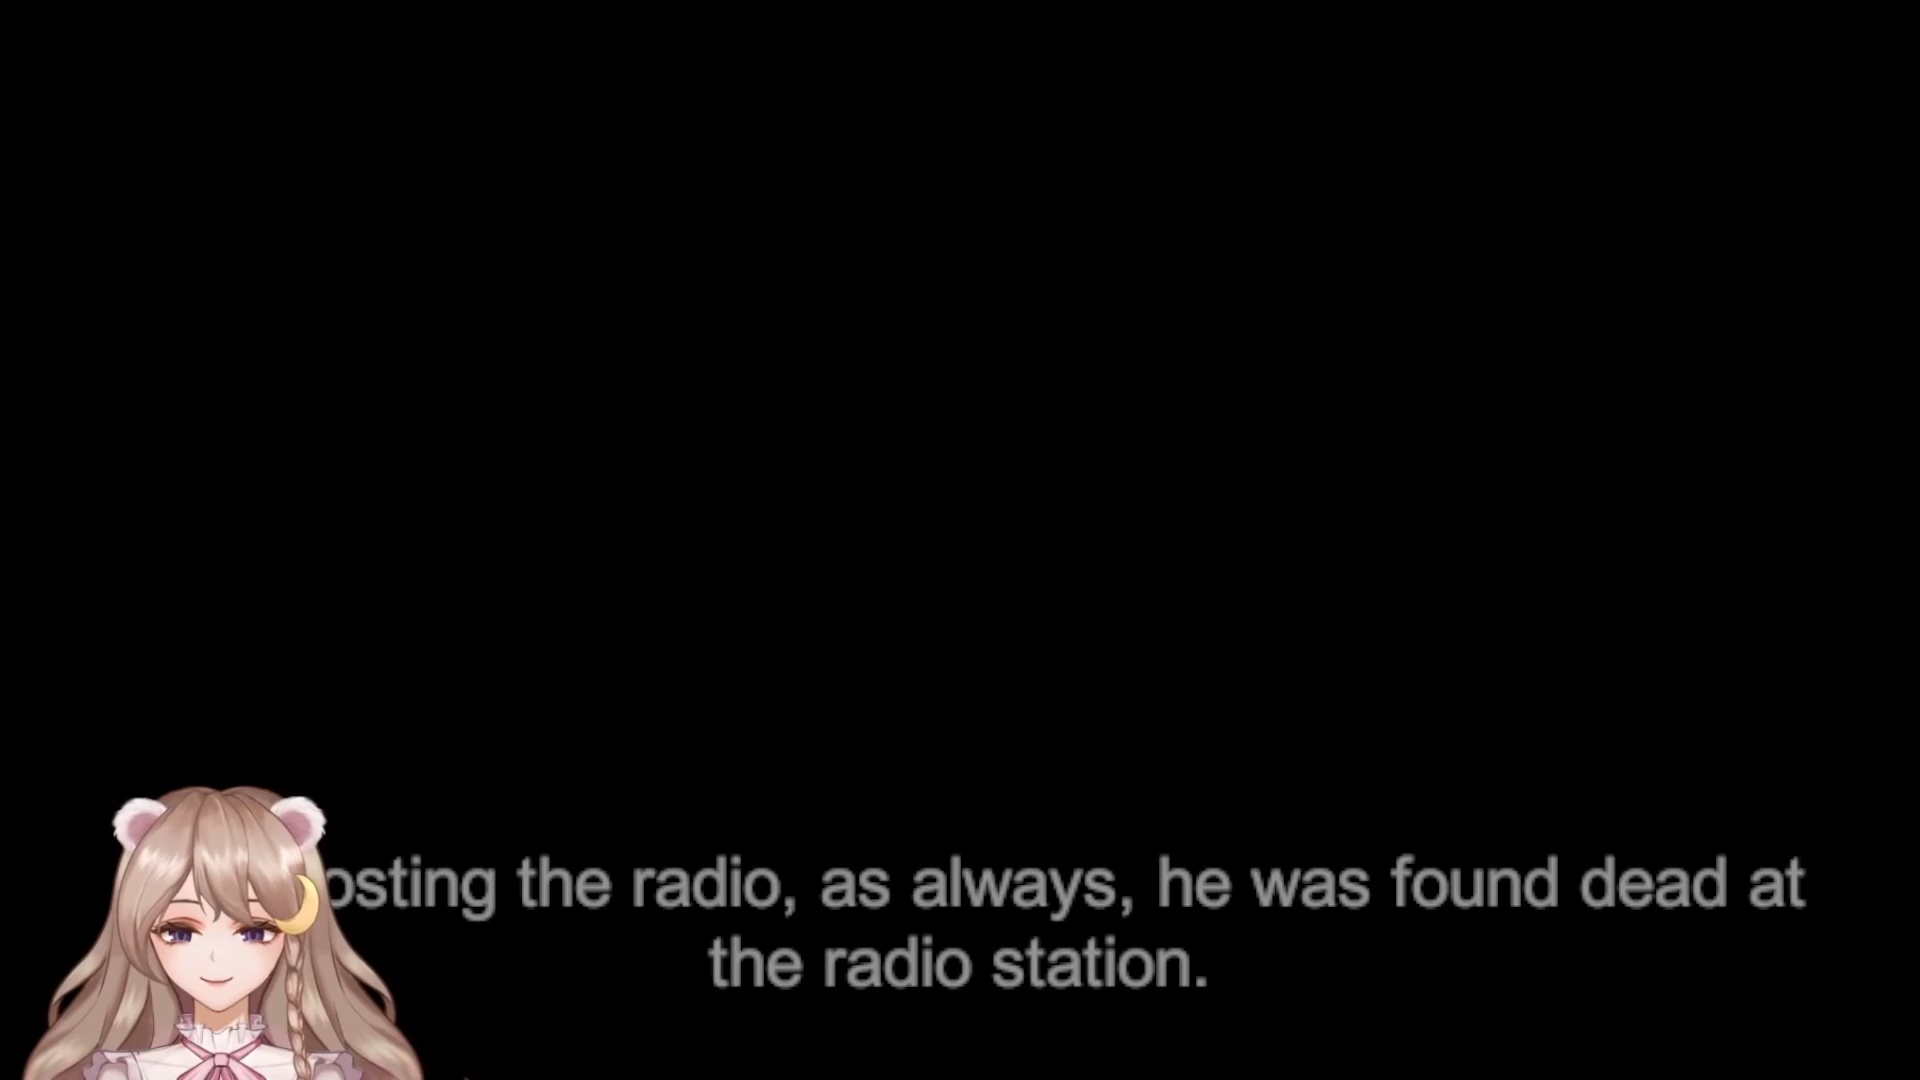 osting the radio, as always, he was found dead at
the radio station.